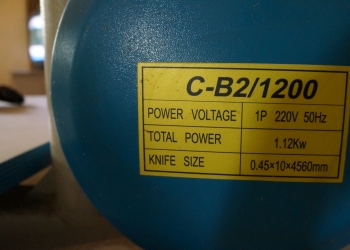 C-B2/1200
POWER VOLTAGE 1P 220V 50Hz
TOTAL POWER 1.12Kw
KNIFE SIZE 0.45×10×4560mm